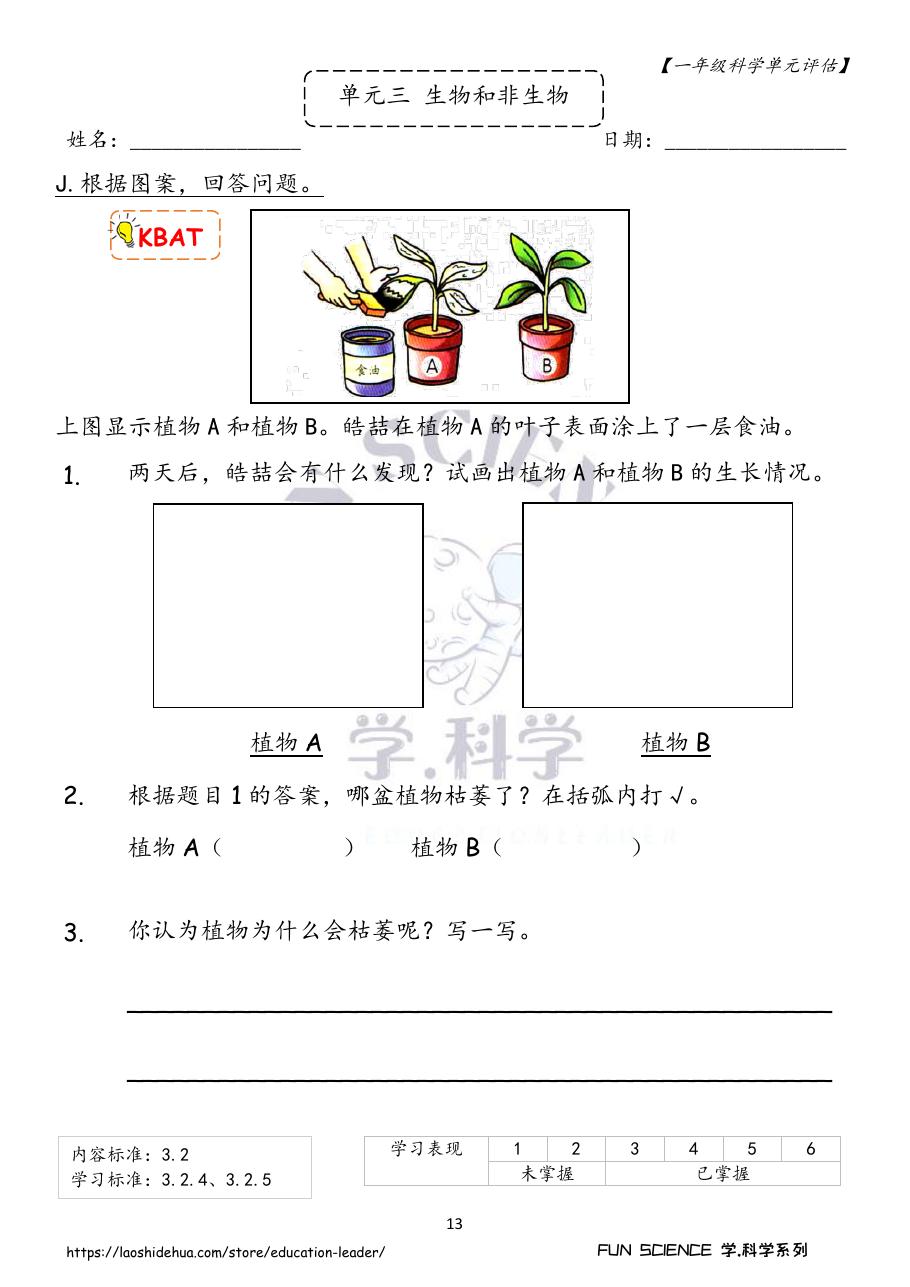 【一年级科学单元评估】
单元三 生物和非生物
姓名：________________ 日期：_________________
J. 根据图案，回答问题。
KBAT
食油
A
B
上图显示植物 A 和植物 B。皓喆在植物 A 的叶子表面涂上了一层食油。
SCIEN
1. 两天后，皓喆会有什么发现？试画出植物 A 和植物 B 的生长情况。
植物 A 植物 B
学.科学
2. 根据题目 1 的答案，哪盆植物枯萎了？在括弧内打 √。
EDUCATION LEADER
植物 A（ ） 植物 B（ ）
3. 你认为植物为什么会枯萎呢？写一写。
内容标准：3.2
学习标准：3.2.4、3.2.5
学习表现 1 2 3 4 5 6
未掌握 已掌握
13
https://laoshidehua.com/store/education-leader/ FUN SCIENCE 学.科学系列